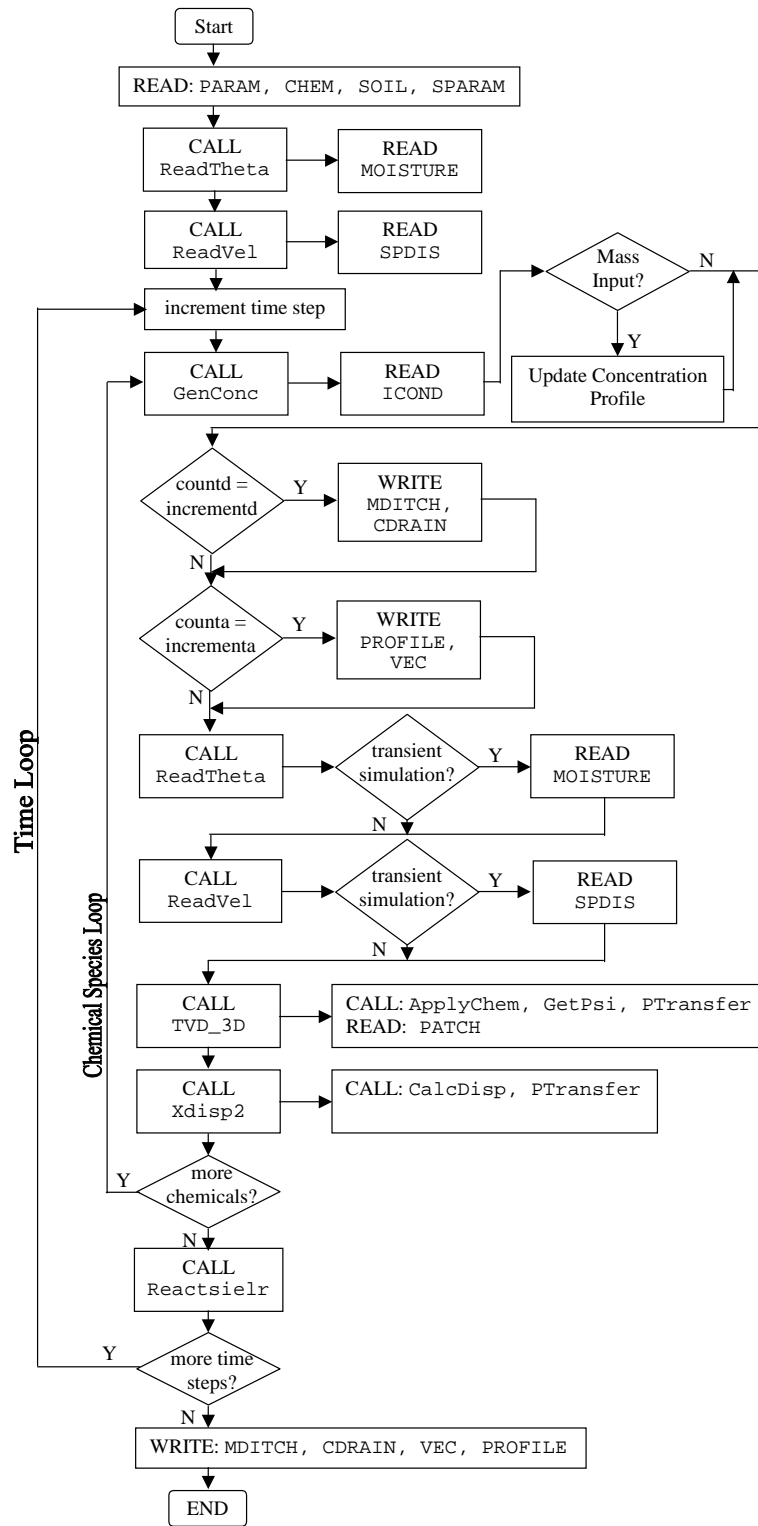 Start
READ: PARAM, CHEM, SOIL, SPARAM
CALL
ReadTheta
READ
MOISTURE
CALL
ReadVel
READ
SPDIS
Mass
Input?
N
Y
increment time step
CALL
GenConc
READ
ICOND
Update Concentration
Profile
countd =
incrementd
Y
WRITE
MDITCH,
CDRAIN
N
counta =
incrementa
Y
WRITE
PROFILE,
VEC
N
CALL
ReadTheta
transient
simulation?
Y
READ
MOISTURE
N
CALL
ReadVel
transient
simulation?
Y
READ
SPDIS
N
Time Loop
Chemical Species Loop
CALL
TVD_3D
CALL: ApplyChem, GetPsi, PTransfer
READ: PATCH
CALL
Xdisp2
CALL: CalcDisp, PTransfer
Y
more
chemicals?
N
CALL
Reactsielr
Y
more time
steps?
N
WRITE: MDITCH, CDRAIN, VEC, PROFILE
END